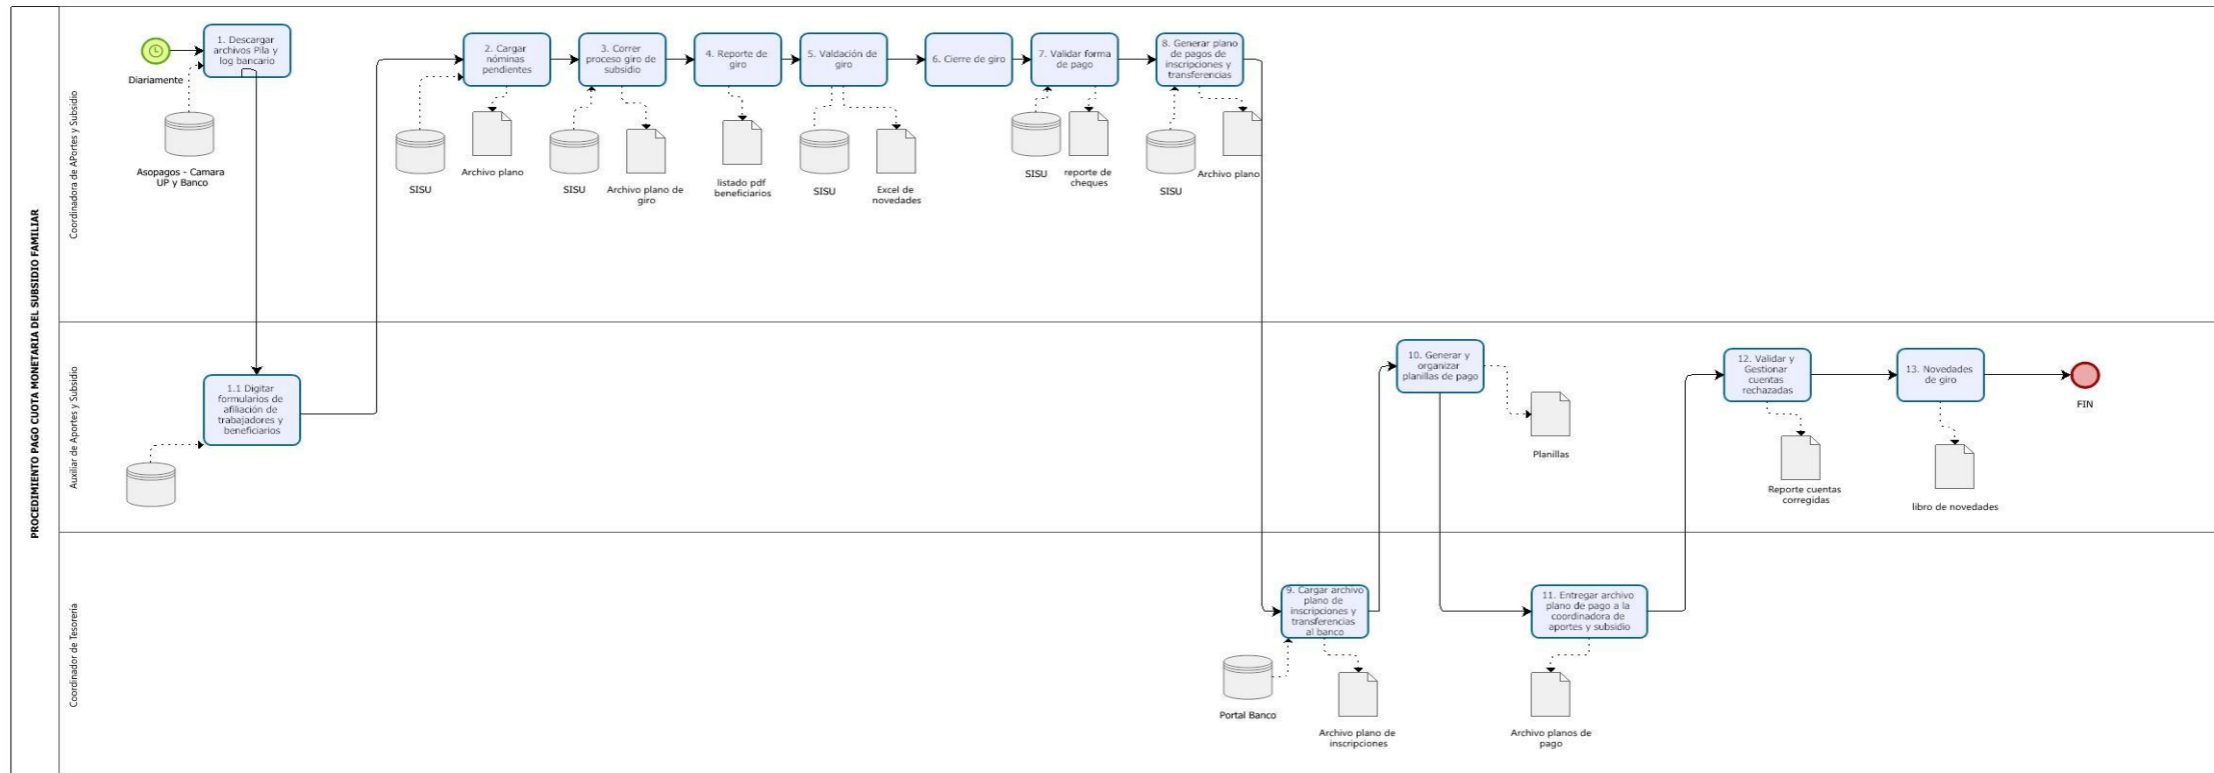 PROCEDIMIENTO PAGO CUOTA MONETARIA DEL SUBSIDIO FAMILIAR
Coordinadora de APortes y Subsidio
Diariamente
1. Descargar
archivos Pila y
log bancario
Asopagos - Camara
UP y Banco
2. Cargar
nóminas
pendientes
SISU
Archivo plano
3. Correr
proceso giro de
subsidio
SISU
Archivo plano de
giro
4. Reporte de
giro
listado pdf
beneficiarios
5. Valdación de
giro
SISU
Excel de
novedades
6. Cierre de giro
7. Validar forma
de pago
SISU
reporte de
cheques
8. Generar plano
de pagos de
inscripciones y
transferencias
SISU
Archivo plano
Auxiliar de Aportes y Subsidio
1.1 Digitar
formularios de
afiliación de
trabajadores y
beneficiarios
10. Generar y
organizar
planillas de pago
Planillas
12. Validar y
Gestionar
cuentas
rechazadas
Reporte cuentas
corregidas
13. Novedades
de giro
libro de novedades
FIN
Coordinador de Tesorería
9. Cargar archivo
plano de
inscripciones y
transferencias
al banco
Portal Banco
Archivo plano de
inscripciones
11. Entregar archivo
plano de pago a la
coordinadora de
aportes y subsidio
Archivo planos de
pago